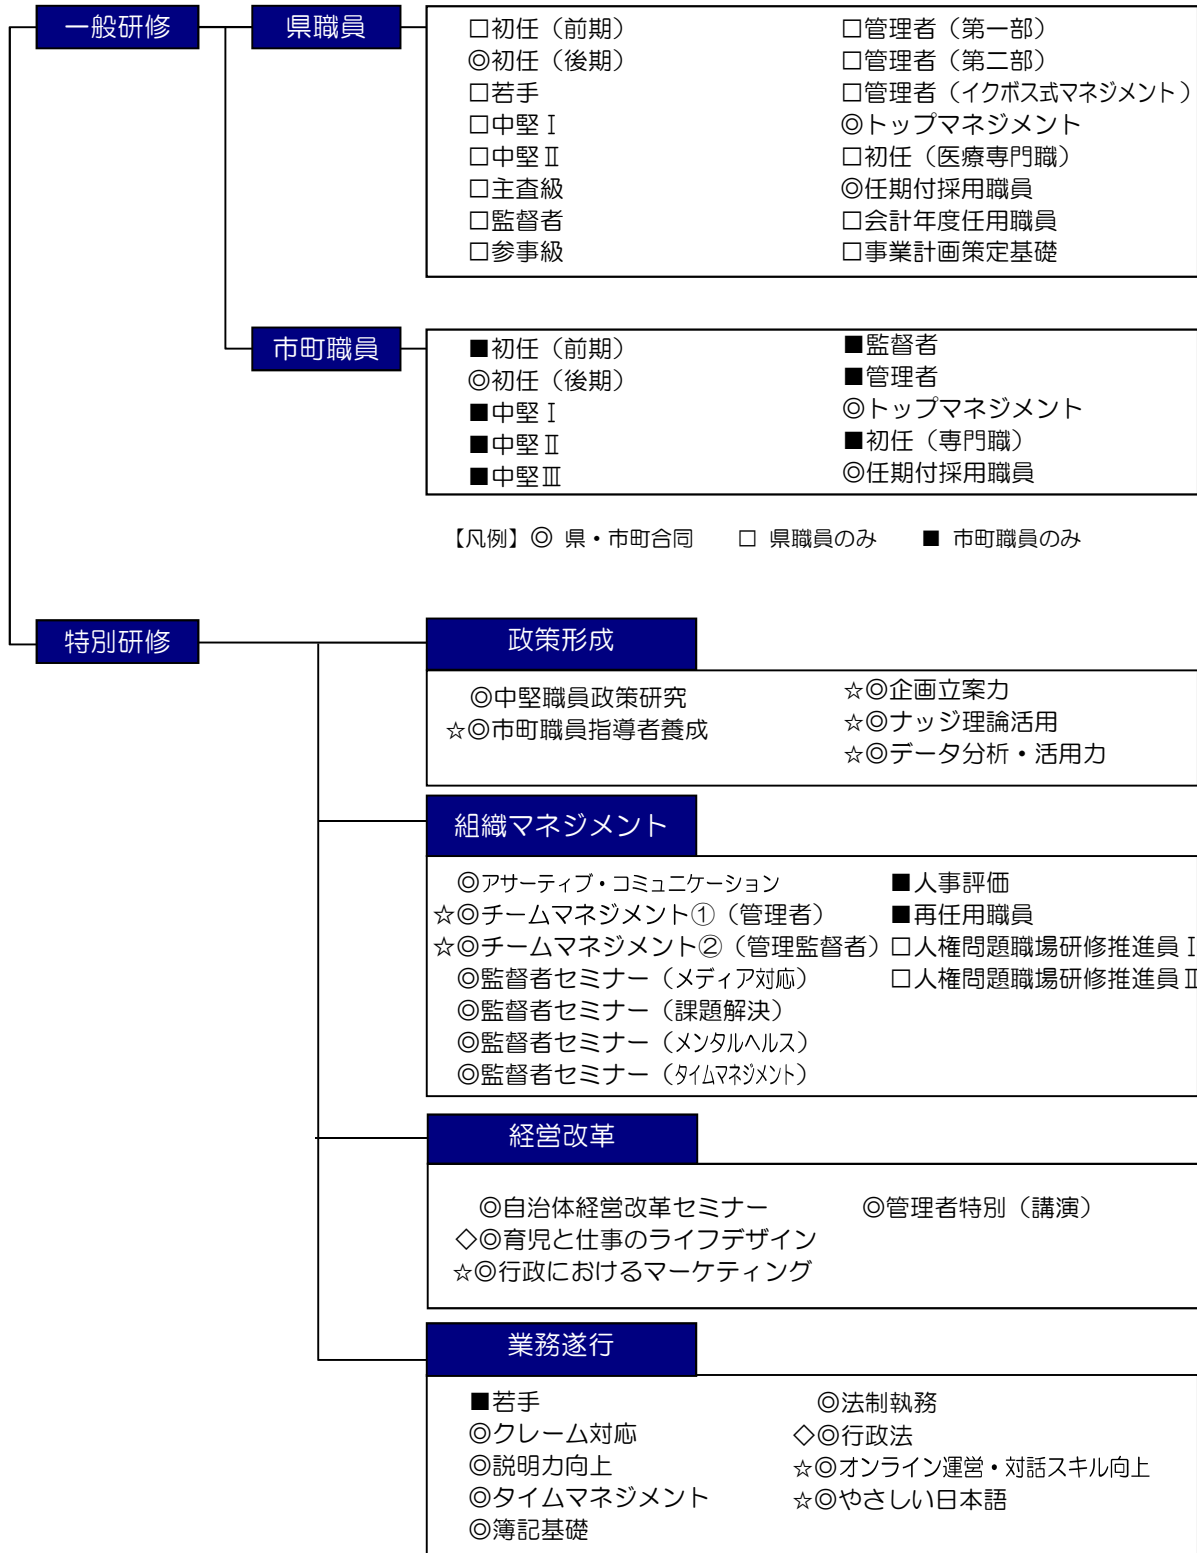 一般研修
県職員
□初任（前期）
◎初任（後期）
□若手
□中堅Ⅰ
□中堅Ⅱ
□主査級
□監督者
□参事級
□管理者（第一部）
□管理者（第二部）
□管理者（イクボス式マネジメント）
◎トップマネジメント
□初任（医療専門職）
◎任期付採用職員
□会計年度任用職員
□事業計画策定基礎
市町職員
■初任（前期）
◎初任（後期）
■中堅Ⅰ
■中堅Ⅱ
■中堅Ⅲ
■監督者
■管理者
◎トップマネジメント
■初任（専門職）
◎任期付採用職員
【凡例】◎ 県・市町合同　□ 県職員のみ　■ 市町職員のみ
特別研修
政策形成
◎中堅職員政策研究
☆◎市町職員指導者養成
☆◎企画立案力
☆◎ナッジ理論活用
☆◎データ分析・活用力
組織マネジメント
◎アサーティブ・コミュニケーション
☆◎チームマネジメント①（管理者）
☆◎チームマネジメント②（管理監督者）
◎監督者セミナー（メディア対応）
◎監督者セミナー（課題解決）
◎監督者セミナー（メンタルヘルス）
◎監督者セミナー（タイムマネジメント）
■人事評価
■再任用職員
□人権問題職場研修推進員Ⅰ
□人権問題職場研修推進員Ⅱ
経営改革
◎自治体経営改革セミナー
◇◎育児と仕事のライフデザイン
☆◎行政におけるマーケティング
◎管理者特別（講演）
業務遂行
■若手
◎クレーム対応
◎説明力向上
◎タイムマネジメント
◎簿記基礎
◎法制執務
◇◎行政法
☆◎オンライン運営・対話スキル向上
☆◎やさしい日本語